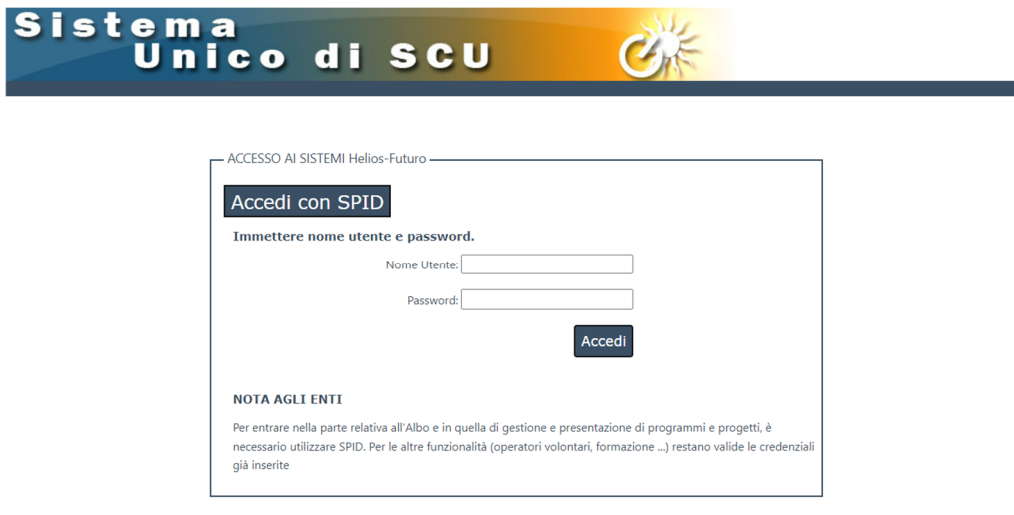 Sistema
Unico di SCU
ACCESSO AI SISTEMI Helios-Futuro
Accedi con SPID
Immettere nome utente e password.
Nome Utente:
Password:
Accedi
NOTA AGLI ENTI
Per entrare nella parte relativa all'Albo e in quella di gestione e presentazione di programmi e progetti, è
necessario utilizzare SPID. Per le altre funzionalità (operatori volontari, formazione ...) restano valide le credenziali
già inserite